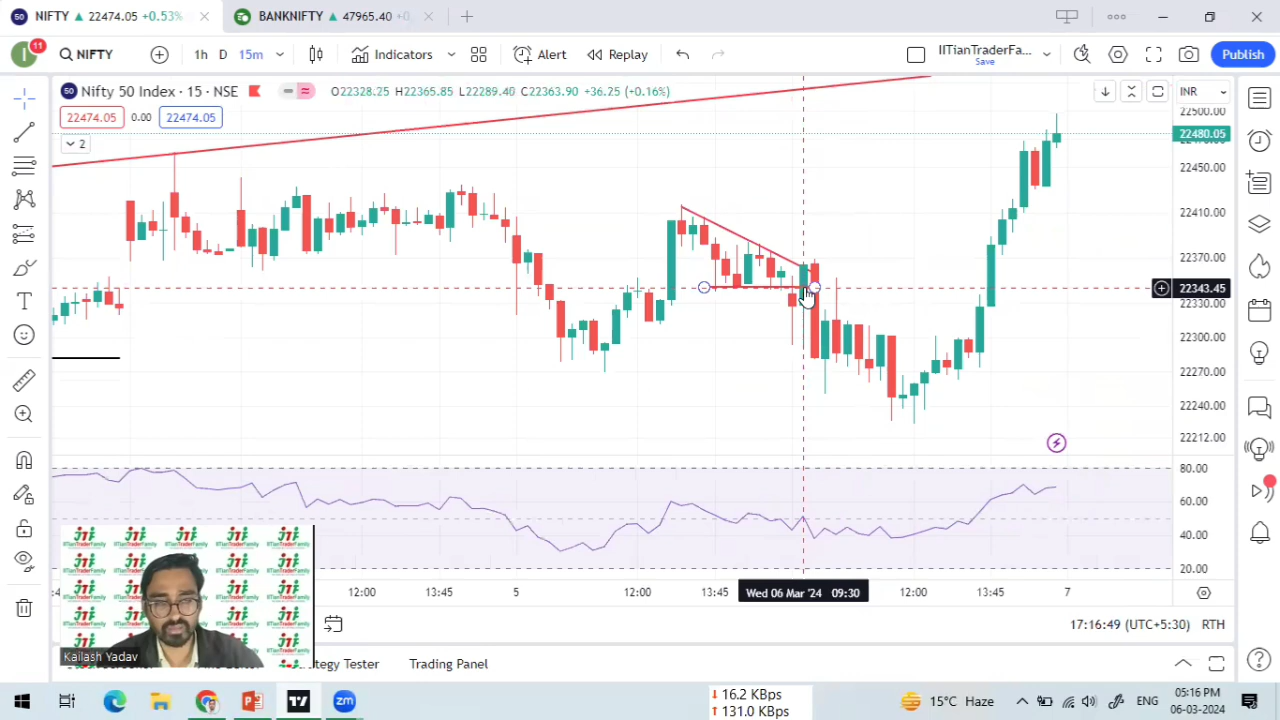 50 NIFTY ▲ 22474.05 +0.53%
BANKNIFTY ▲ 47965.40 +0.
I 11
NIFTY
1h D 15m
Indicators
Alert
Replay
IITianTraderFa...
Save
Publish
50 Nifty 50 Index · 15 · NSE
O22328.25 H22365.85 L22289.40 C22363.90 +36.25 (+0.16%)
INR
22474.05 0.00 22474.05
2
22500.00
22480.05
22450.00
22410.00
22370.00
22343.45
22330.00
22300.00
22270.00
22240.00
22212.00
80.00
60.00
40.00
20.00
12:00
13:45
5
12:00
13:45
Wed 06 Mar '24 09:30
12:00
13:45
7
17:16:49 (UTC+5:30) RTH
IITianTraderFamily
Kailash Yadav
Trading Panel
16.2 KBps
131.0 KBps
15°C Haze
ENG
05:16 PM
06-03-2024